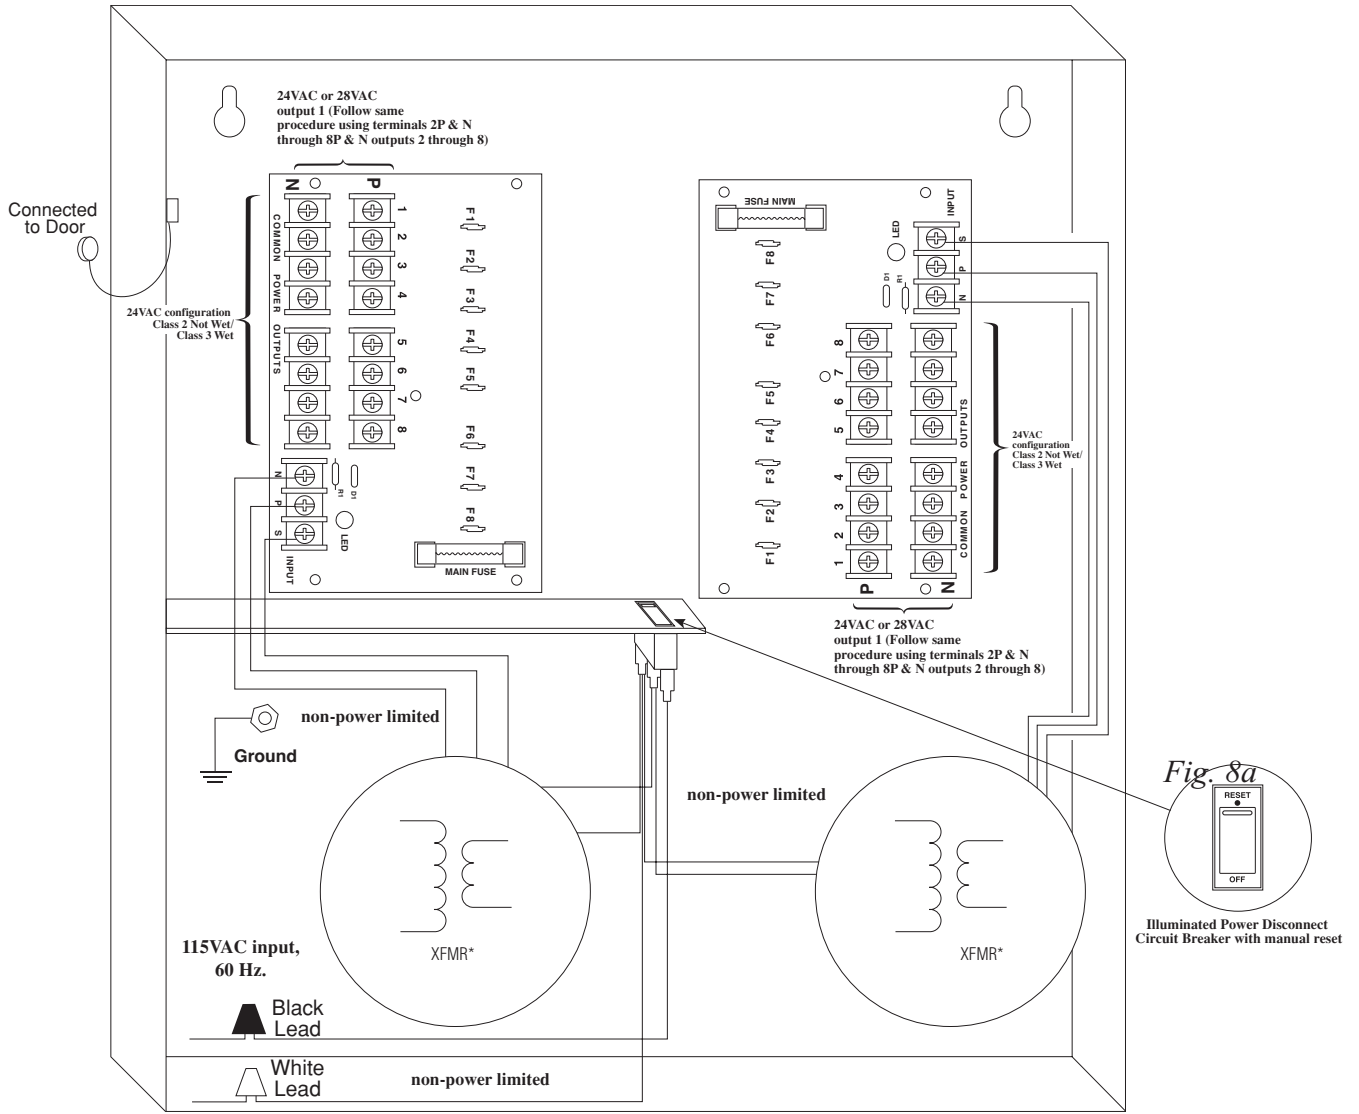 24VAC or 28VAC
output 1 (Follow same
procedure using terminals 2P & N
through 8P & N outputs 2 through 8)
Connected
to Door
24VAC configuration
Class 2 Not Wet/
Class 3 Wet
N
P
COMMON POWER OUTPUTS
1
2
3
4
5
6
7
8
F1
F2
F3
F4
F5
F6
F7
F8
N
P
S
INPUT
R1
D1
LED
MAIN FUSE
MAIN FUSE
INPUT
LED
S
P
N
D1
R1
F8
F7
F6
F5
F4
F3
F2
F1
8
7
6
5
4
3
2
1
COMMON POWER OUTPUTS
P
N
24VAC
configuration
Class 2 Not Wet/
Class 3 Wet
24VAC or 28VAC
output 1 (Follow same
procedure using terminals 2P & N
through 8P & N outputs 2 through 8)
non-power limited
Ground
non-power limited
Fig. 8a
RESET
OFF
Illuminated Power Disconnect
Circuit Breaker with manual reset
XFMR*
XFMR*
115VAC input,
60 Hz.
Black
Lead
White
Lead
non-power limited